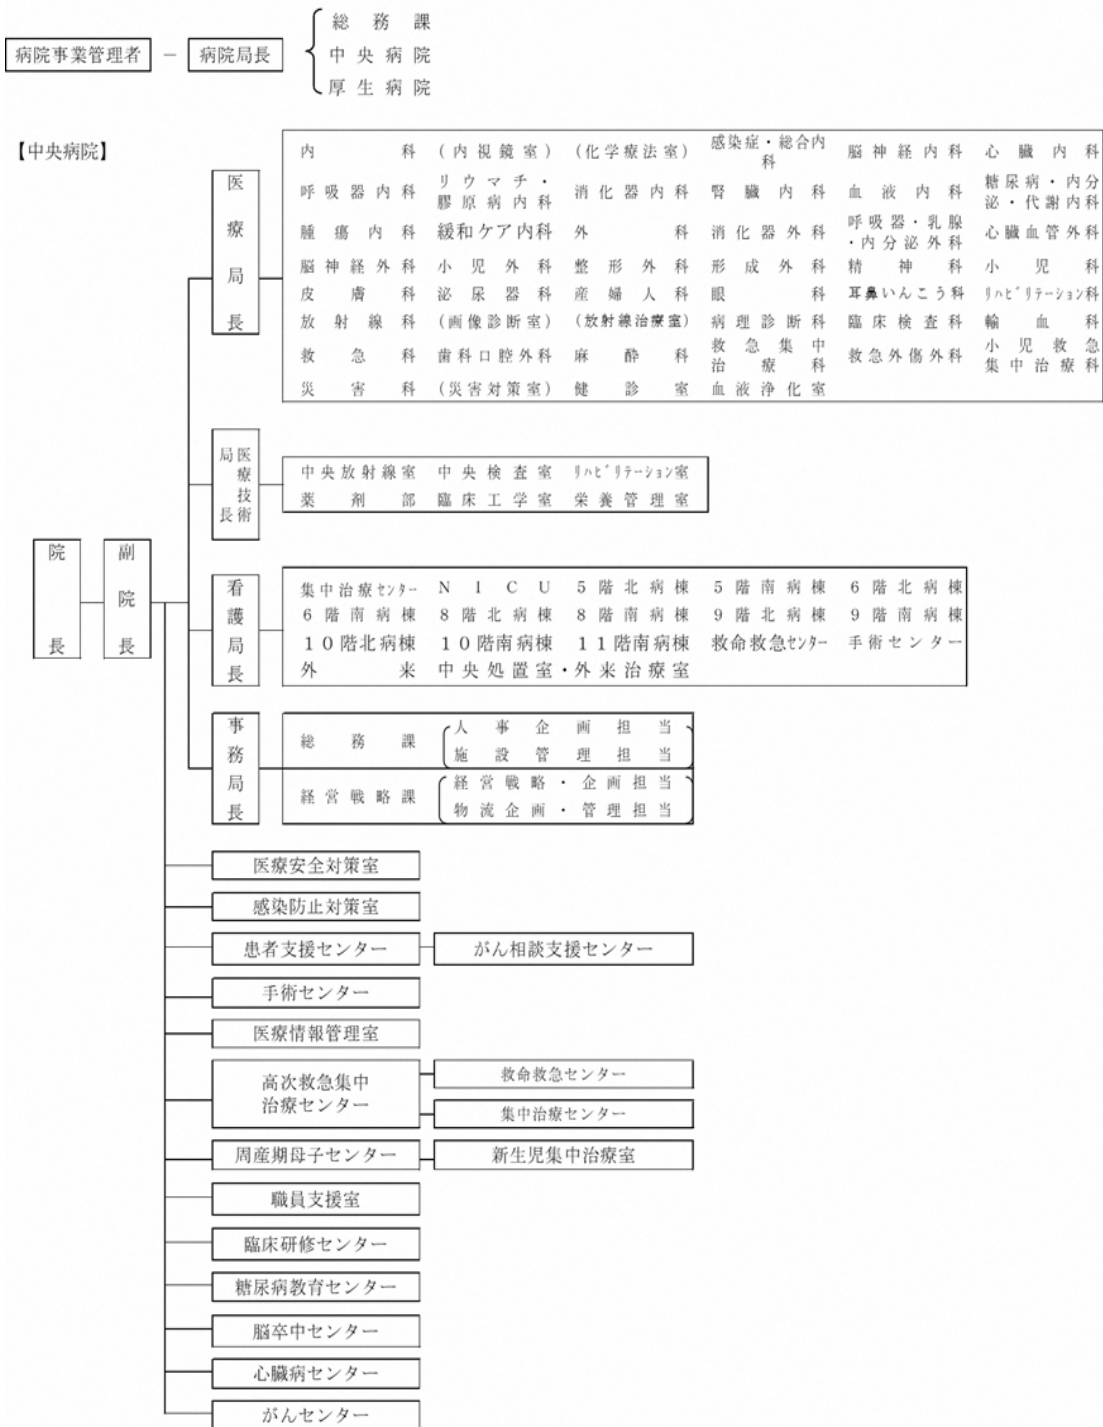 総務課
病院事業管理者 － 病院局長 中央病院
厚生病院
【中央病院】
院長
副院長
医療局長
内科 (内視鏡室) (化学療法室) 感染症・総合内科 脳神経内科 心臓内科
呼吸器内科 リウマチ・膠原病内科 消化器内科 腎臓内科 血液内科 糖尿病・内分泌・代謝内科
腫瘍内科 緩和ケア内科 外科 消化器外科 呼吸器・乳腺・内分泌外科 心臓血管外科
脳神経外科 小児外科 整形外科 形成外科 精神科 小児科
皮膚科 泌尿器科 産婦人科 眼科 耳鼻いんこう科 ﾘﾊﾋﾞﾘﾃｰｼｮﾝ科
放射線科 (画像診断室) (放射線治療室) 病理診断科 臨床検査科 輸血科
救急科 歯科口腔外科 麻酔科 救急集中治療科 救急外傷外科 小児救急集中治療科
災害科 (災害対策室) 健診室 血液浄化室
医療技術局長
中央放射線室 中央検査室 ﾘﾊﾋﾞﾘﾃｰｼｮﾝ室
薬剤部 臨床工学室 栄養管理室
看護局長
集中治療ｾﾝﾀｰ ＮＩＣＵ ５階北病棟 ５階南病棟 ６階北病棟
６階南病棟 ８階北病棟 ８階南病棟 ９階北病棟 ９階南病棟
１０階北病棟 １０階南病棟 １１階南病棟 救命救急ｾﾝﾀｰ 手術センター
外来 中央処置室・外来治療室
事務局長
総務課 人事企画担当
施設管理担当
経営戦略課 経営戦略・企画担当
物流企画・管理担当
医療安全対策室
感染防止対策室
患者支援センター がん相談支援センター
手術センター
医療情報管理室
高次救急集中治療センター 救命救急センター
集中治療センター
周産期母子センター 新生児集中治療室
職員支援室
臨床研修センター
糖尿病教育センター
脳卒中センター
心臓病センター
がんセンター